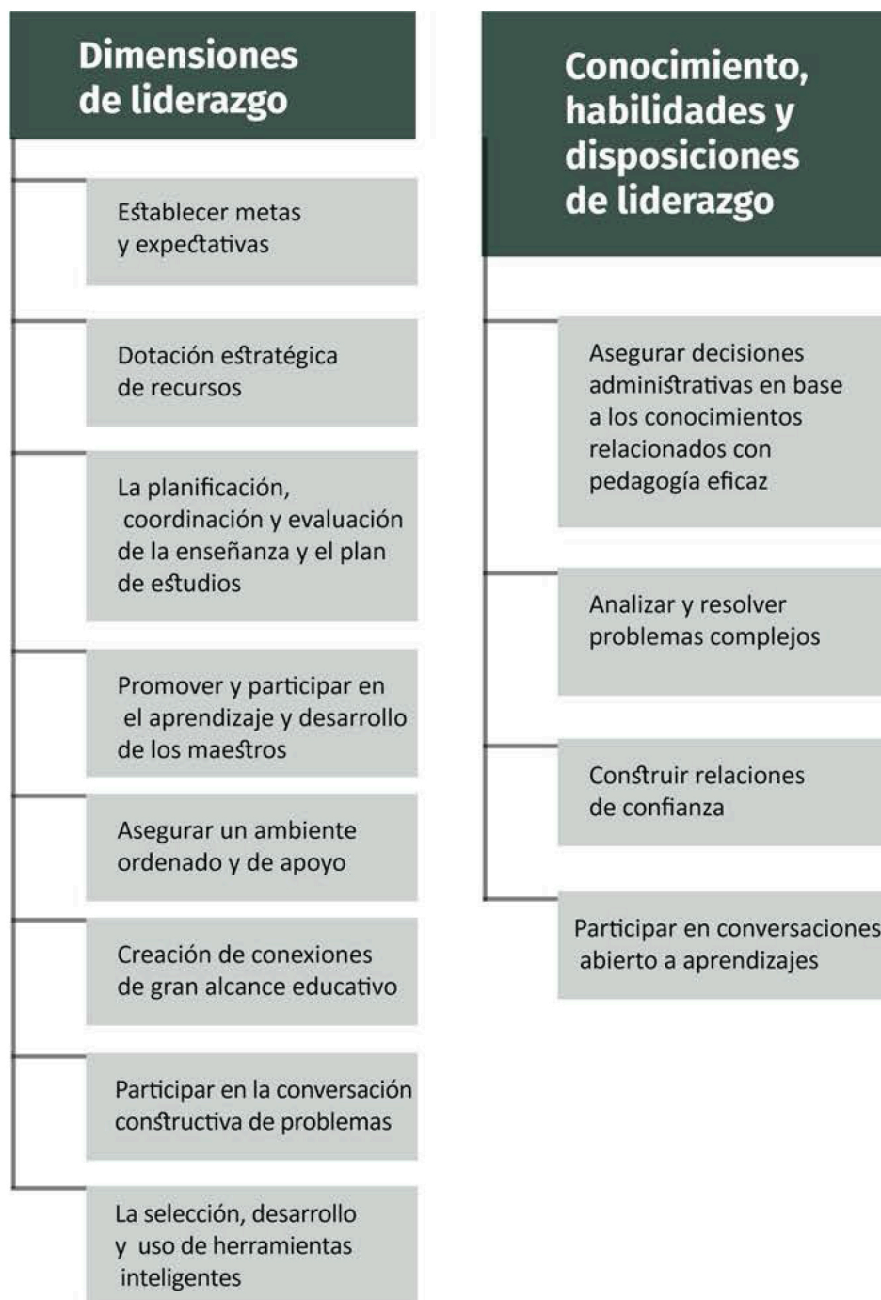 Dimensiones
de liderazgo
Establecer metas
y expectativas
Dotación estratégica
de recursos
La planificación,
coordinación y evaluación
de la enseñanza y el plan
de estudios
Promover y participar en
el aprendizaje y desarrollo
de los maestros
Asegurar un ambiente
ordenado y de apoyo
Creación de conexiones
de gran alcance educativo
Participar en la conversación
constructiva de problemas
La selección, desarrollo
y uso de herramientas
inteligentes
Conocimiento,
habilidades y
disposiciones
de liderazgo
Asegurar decisiones
administrativas en base
a los conocimientos
relacionados con
pedagogía eficaz
Analizar y resolver
problemas complejos
Construir relaciones
de confianza
Participar en conversaciones
abierto a aprendizajes